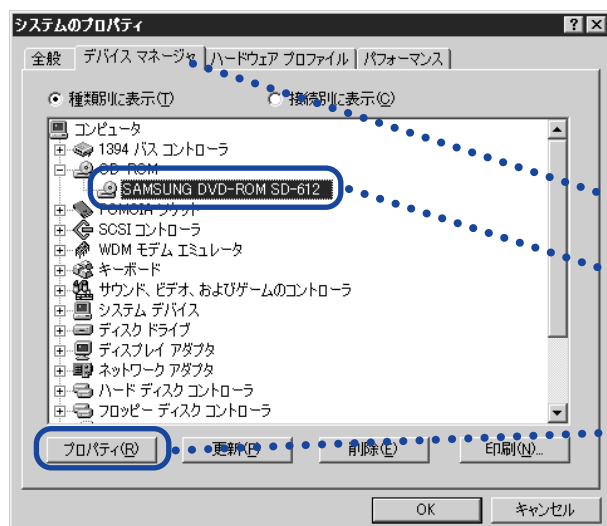 システムのプロパティ
全般 デバイス マネージャ ハードウェア プロファイル パフォーマンス
種類別に表示(T) 接続別に表示(C)
コンピュータ
1394 バス コントローラ
CD-ROM
SAMSUNG DVD-ROM SD-612
PCMCIA ソケット
SCSI コントローラ
WDM モデム エミュレータ
キーボード
サウンド、ビデオ、およびゲームのコントローラ
システム デバイス
ディスク ドライブ
ディスプレイ アダプタ
ネットワーク アダプタ
ハード ディスク コントローラ
フロッピー ディスク コントローラ
プロパティ(R) 更新(F) 削除(E) 印刷(N)...
OK キャンセル